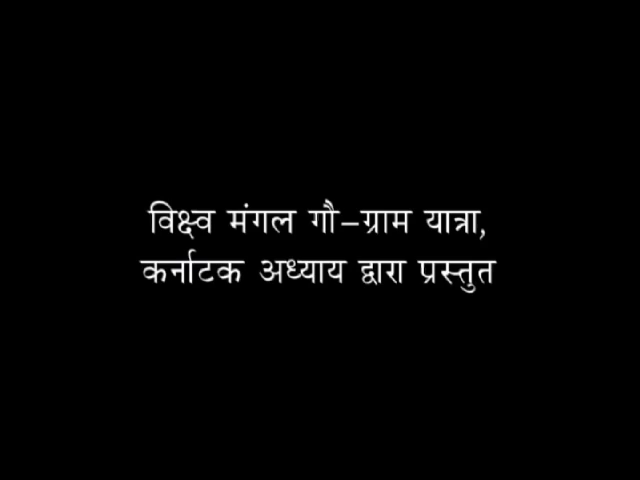 विक्ष्व मंगल गौ-ग्राम यात्रा,
कर्नाटक अध्याय द्वारा प्रस्तुत